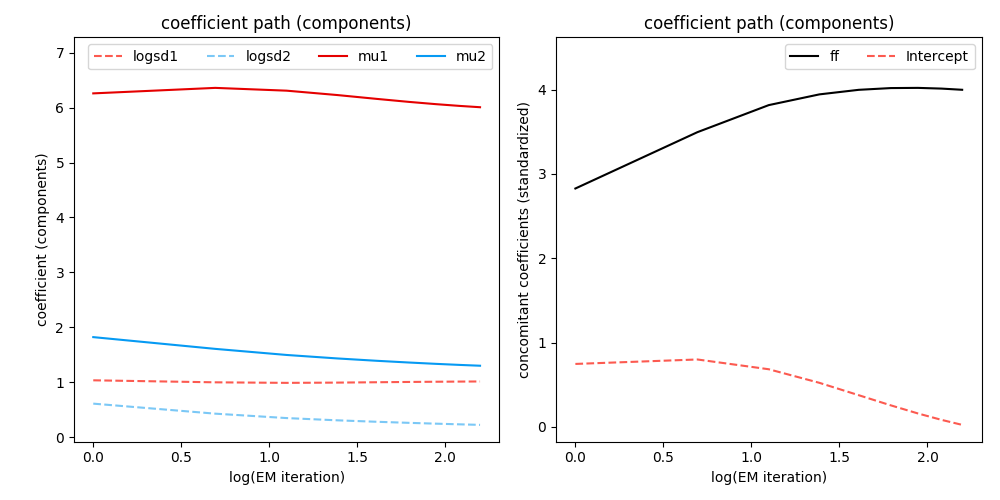 coefficient path (components)
logsd1 logsd2 mu1 mu2
coefficient (components)
7
6
5
4
3
2
1
0
0.0 0.5 1.0 1.5 2.0
log(EM iteration)
coefficient path (components)
ff Intercept
concomitant coefficients (standardized)
4
3
2
1
0
0.0 0.5 1.0 1.5 2.0
log(EM iteration)